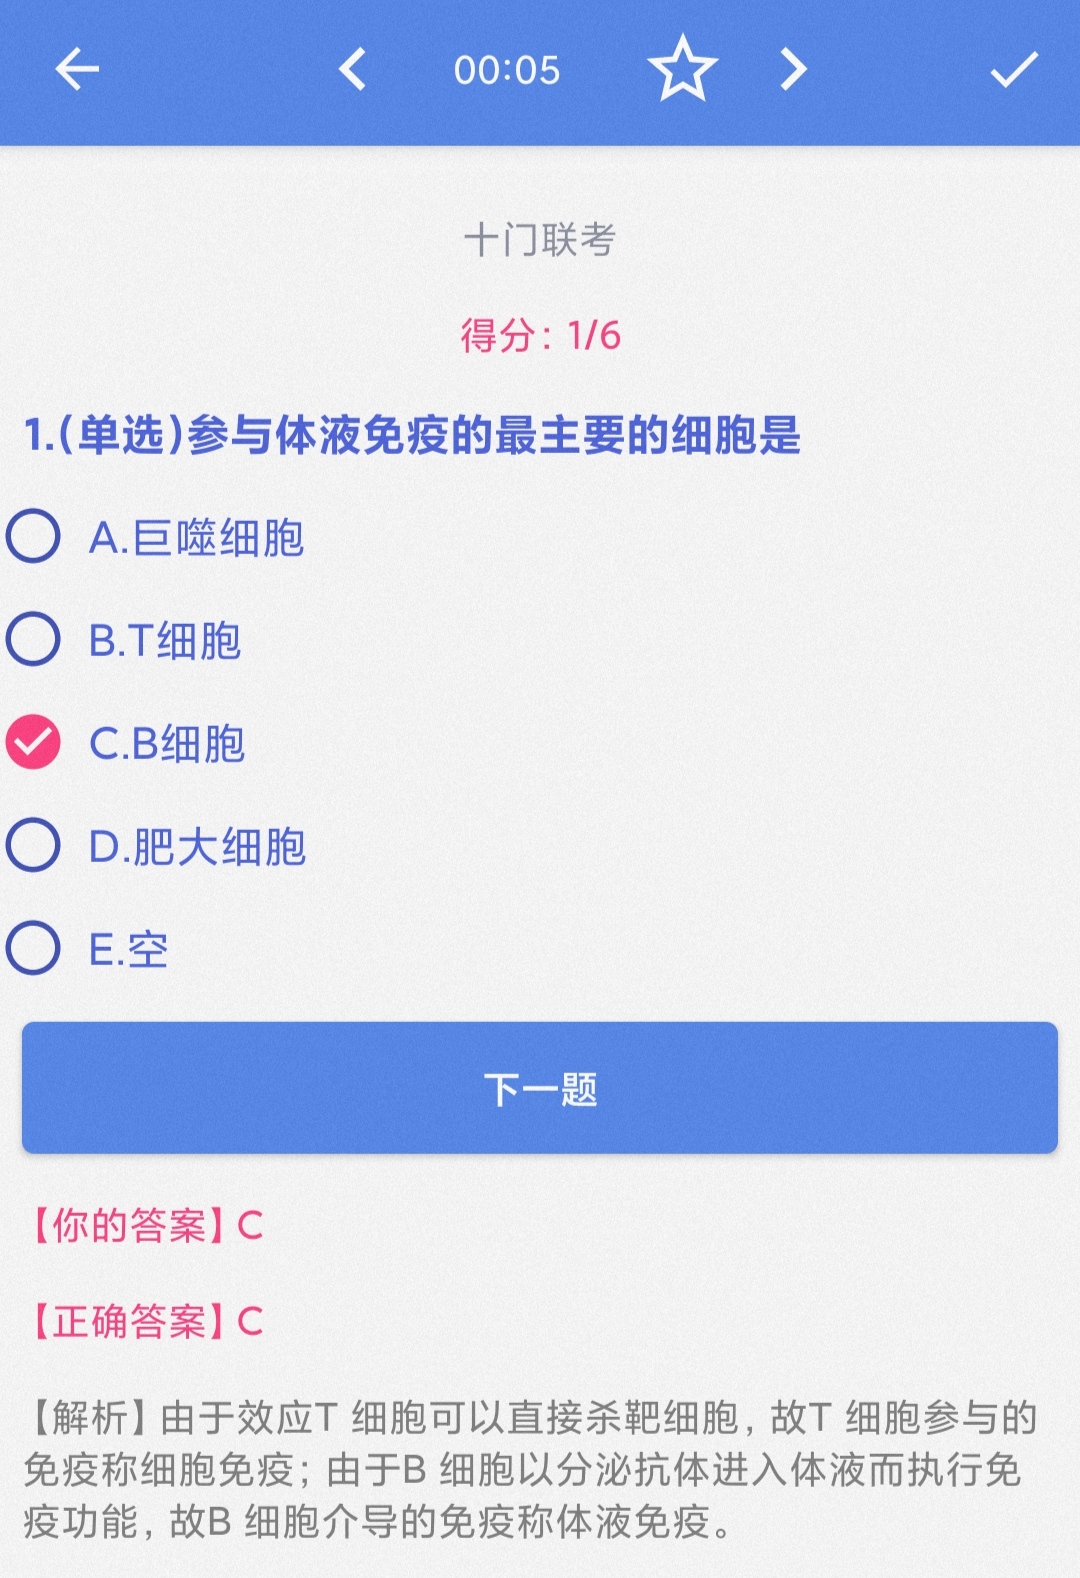 00:05
十门联考
得分: 1/6
1.(单选)参与体液免疫的最主要的细胞是
A.巨噬细胞
B.T细胞
C.B细胞
D.肥大细胞
E.空
下一题
【你的答案】C
【正确答案】C
【解析】由于效应T 细胞可以直接杀靶细胞, 故T 细胞参与的
免疫称细胞免疫; 由于B 细胞以分泌抗体进入体液而执行免
疫功能, 故B 细胞介导的免疫称体液免疫。